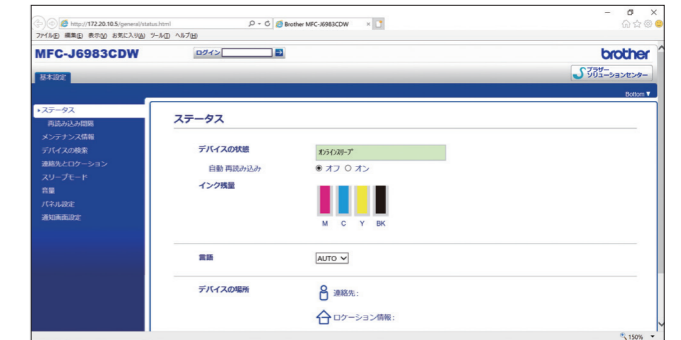 http://172.20.10.5/general/status.html
Brother MFC-J6983CDW
ファイル(F) 編集(E) 表示(V) お気に入り(A) ツール(T) ヘルプ(H)
MFC-J6983CDW
ログイン
brother
基本設定
ブラザー
ソリューションセンター
Bottom▼
ステータス
再読み込み間隔
メンテナンス情報
デバイスの検索
連絡先とロケーション
スリープモード
音量
パネル設定
通知画面設定
ステータス
デバイスの状態
ｵﾝﾗｲﾝｽﾘｰﾌﾟ
自動再読み込み
オフ オン
インク残量
M C Y BK
言語
AUTO
デバイスの場所
連絡先:
ロケーション情報:
150%